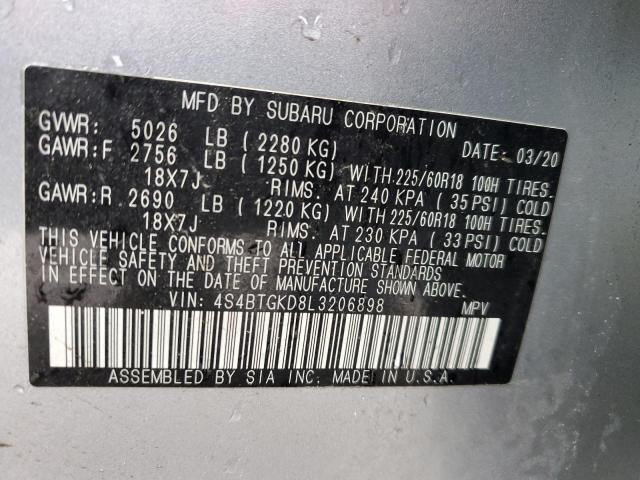 MFD BY SUBARU CORPORATION
GVWR: 5026 LB ( 2280 KG) DATE: 03/20
GAWR:F 2756 LB ( 1250 KG) WITH 225/60R18 100H TIRES.
18X7J RIMS, AT 240 KPA ( 35 PSI) COLD
GAWR:R 2690 LB ( 1220 KG) WITH 225/60R18 100H TIRES.
18X7J RIMS, AT 230 KPA ( 33 PSI) COLD
THIS VEHICLE CONFORMS TO ALL APPLICABLE FEDERAL MOTOR
VEHICLE SAFETY AND THEFT PREVENTION STANDARDS
IN EFFECT ON THE DATE OF MANUFACTURE SHOWN ABOVE.
VIN: 4S4BTGKD8L3206898 MPV
ASSEMBLED BY SIA INC. MADE IN U.S.A.